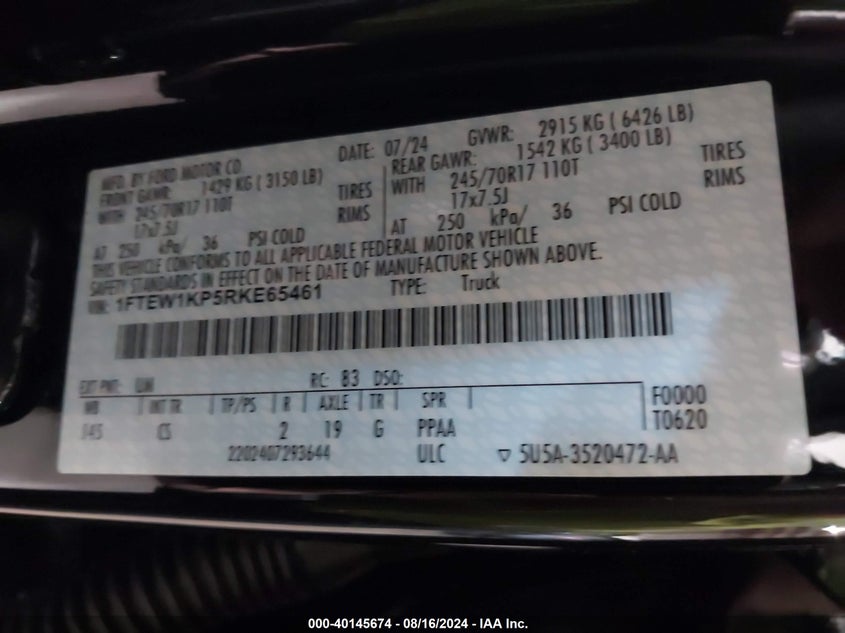 MFD. BY FORD MOTOR CO. DATE: 07/24 GVWR: 2915 KG ( 6426 LB)
FRONT GAWR: 1429 KG ( 3150 LB) REAR GAWR: 1542 KG ( 3400 LB)
WITH 245/70R17 110T TIRES WITH 245/70R17 110T TIRES
17x7.5J RIMS 17x7.5J RIMS
AT 250 kPa/ 36 PSI COLD AT 250 kPa/ 36 PSI COLD
THIS VEHICLE CONFORMS TO ALL APPLICABLE FEDERAL MOTOR VEHICLE
SAFETY STANDARDS IN EFFECT ON THE DATE OF MANUFACTURE SHOWN ABOVE.
VIN: 1FTEW1KP5RKE65461 TYPE: Truck
EXT PNT: UM RC: 83 DSO:
WB INT TR TP/PS R AXLE TR SPR F0000
145 CS 2 19 G PPAA T0620
2202407293644 ULC ▽ 5U5A-3520472-AA
000-40145674 - 08/16/2024 - IAA Inc.